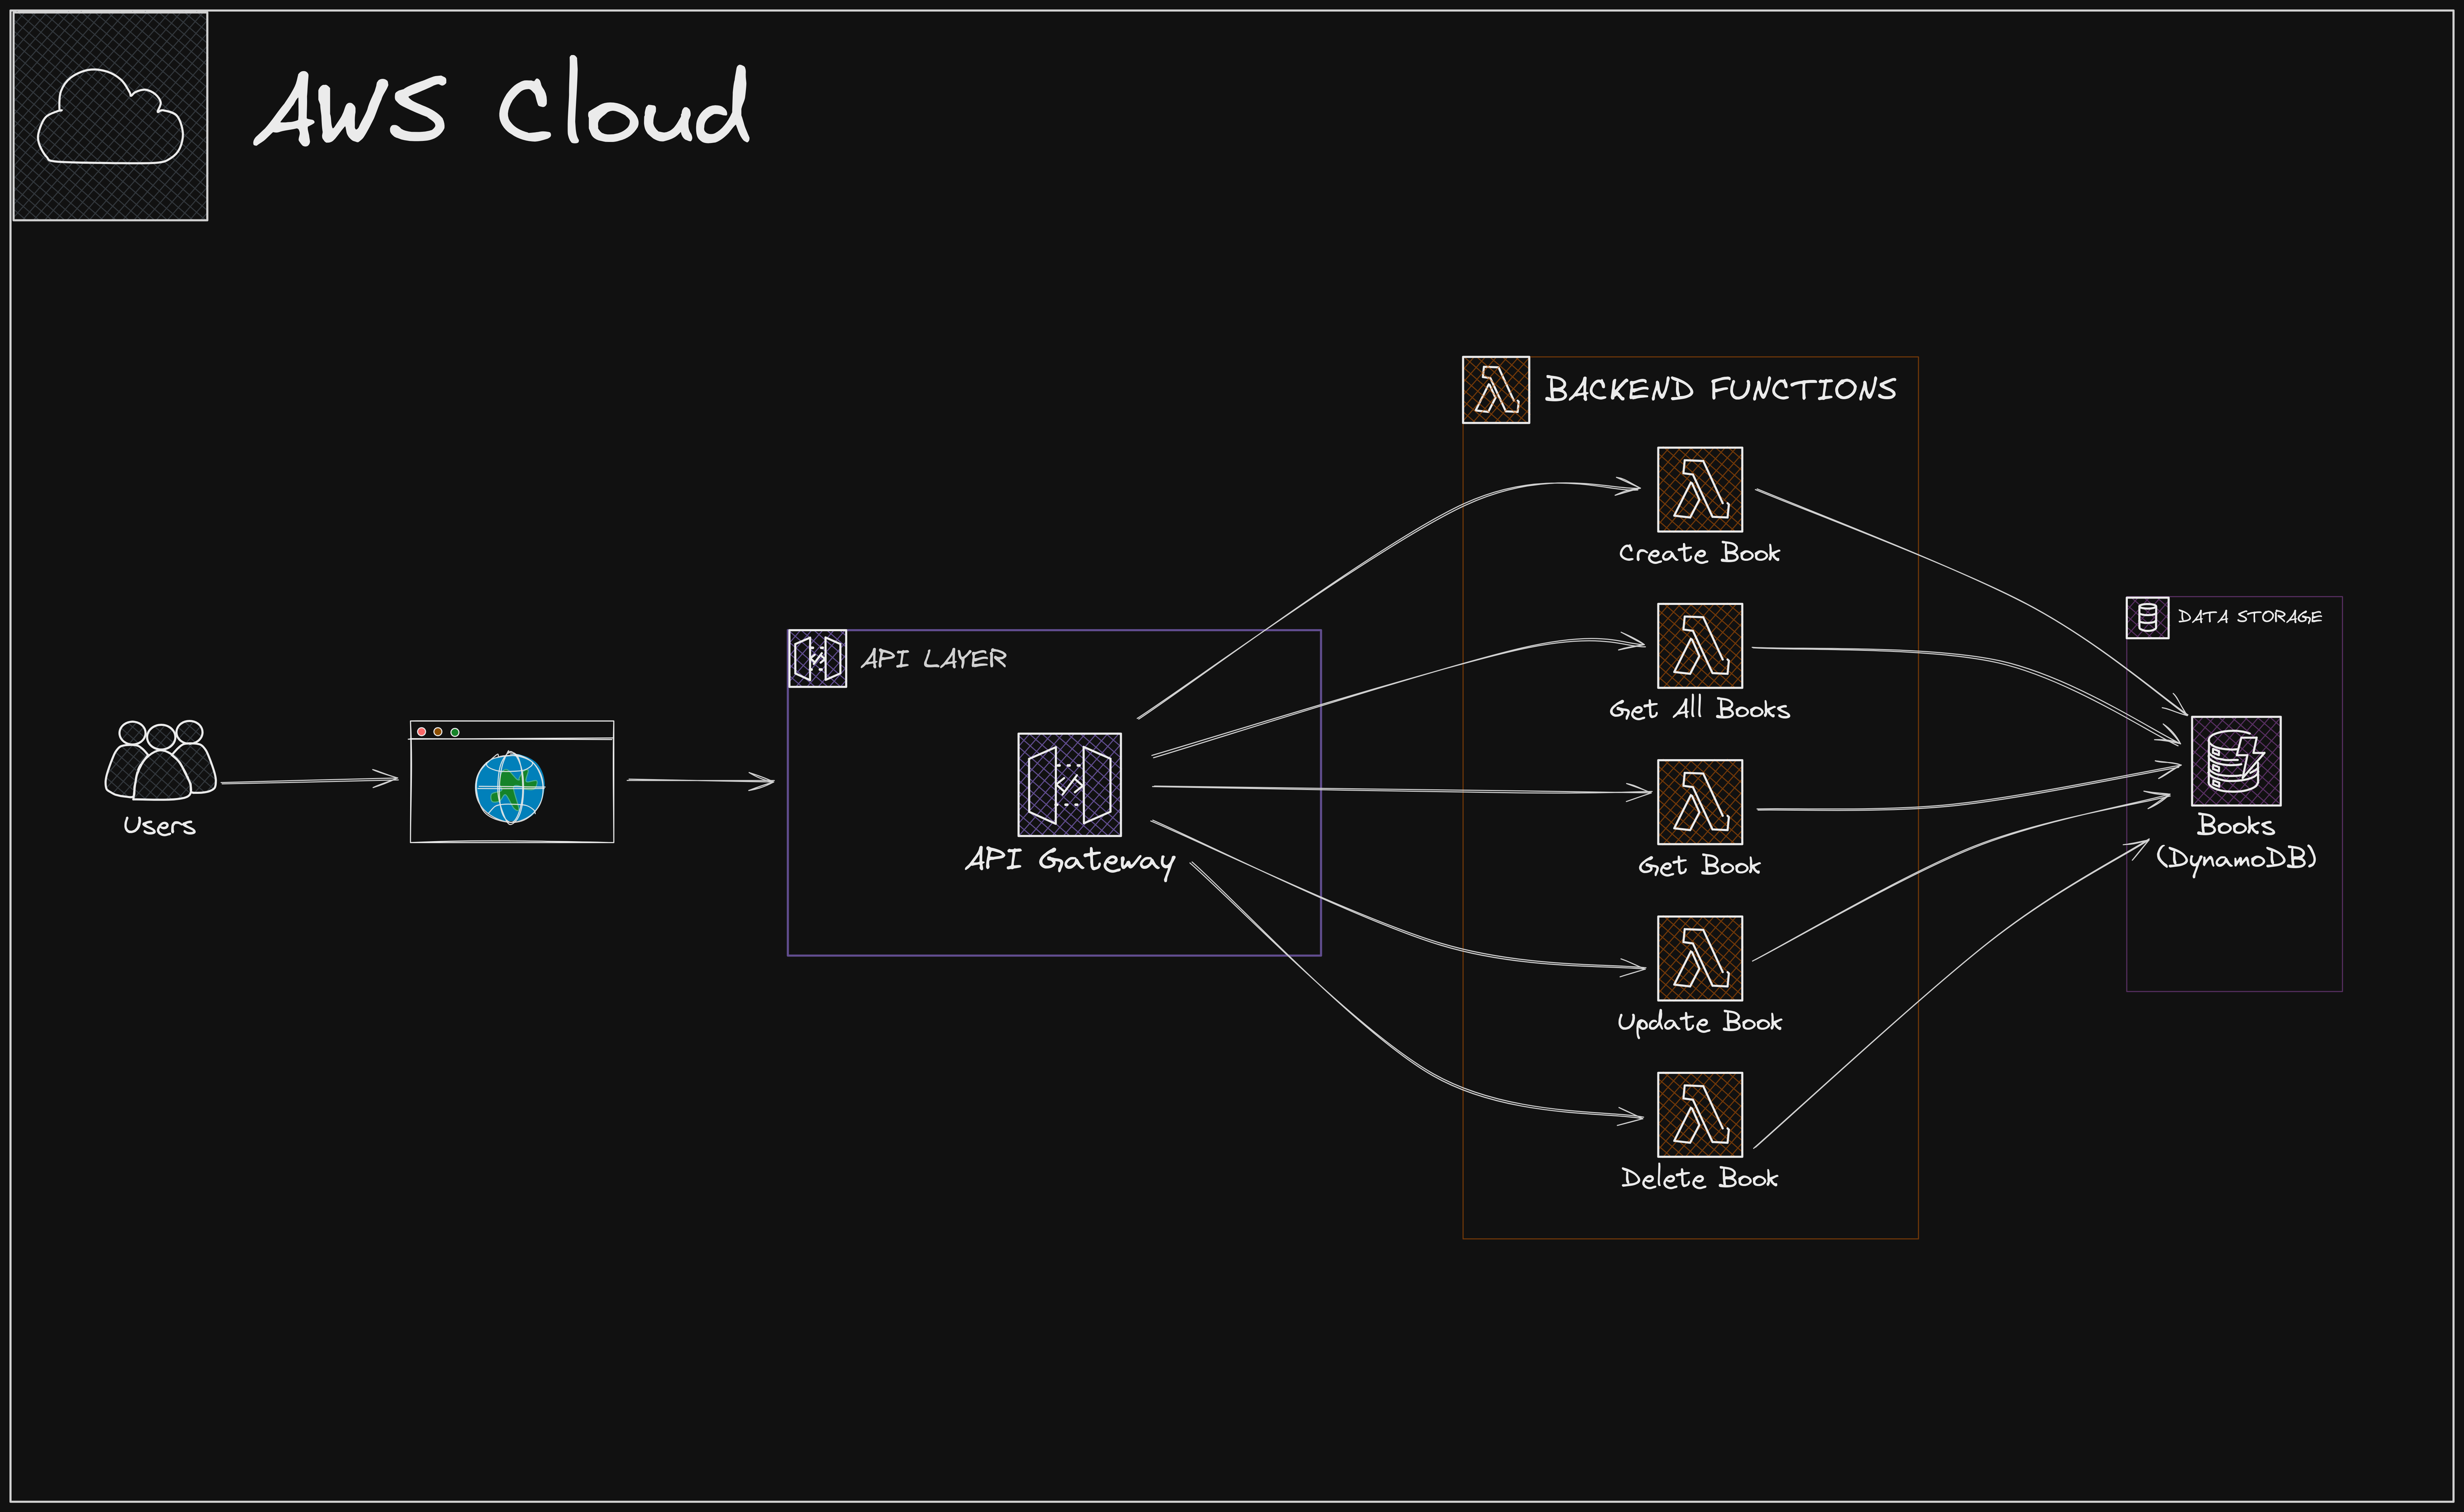 AWS Cloud
BACKEND FUNCTIONS
Create Book
DATA STORAGE
API LAYER
Get All Books
Users
API Gateway
Books
(DynamoDB)
Get Book
Update Book
Delete Book